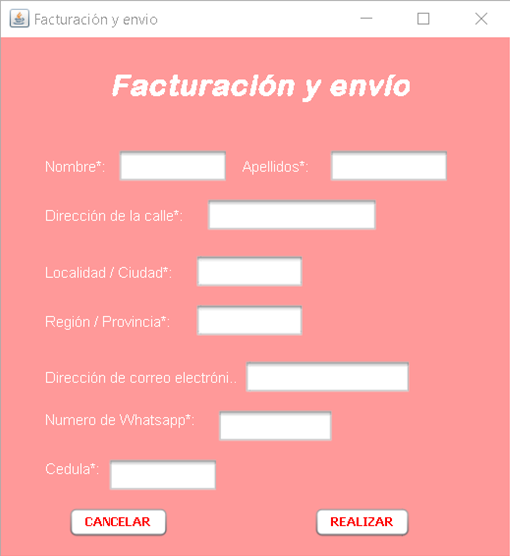 Facturación y envio
Facturación y envío
Nombre*: Apellidos*:
Dirección de la calle*:
Localidad / Ciudad*:
Región / Provincia*:
Dirección de correo electróni..
Numero de Whatsapp*:
Cedula*:
CANCELAR REALIZAR